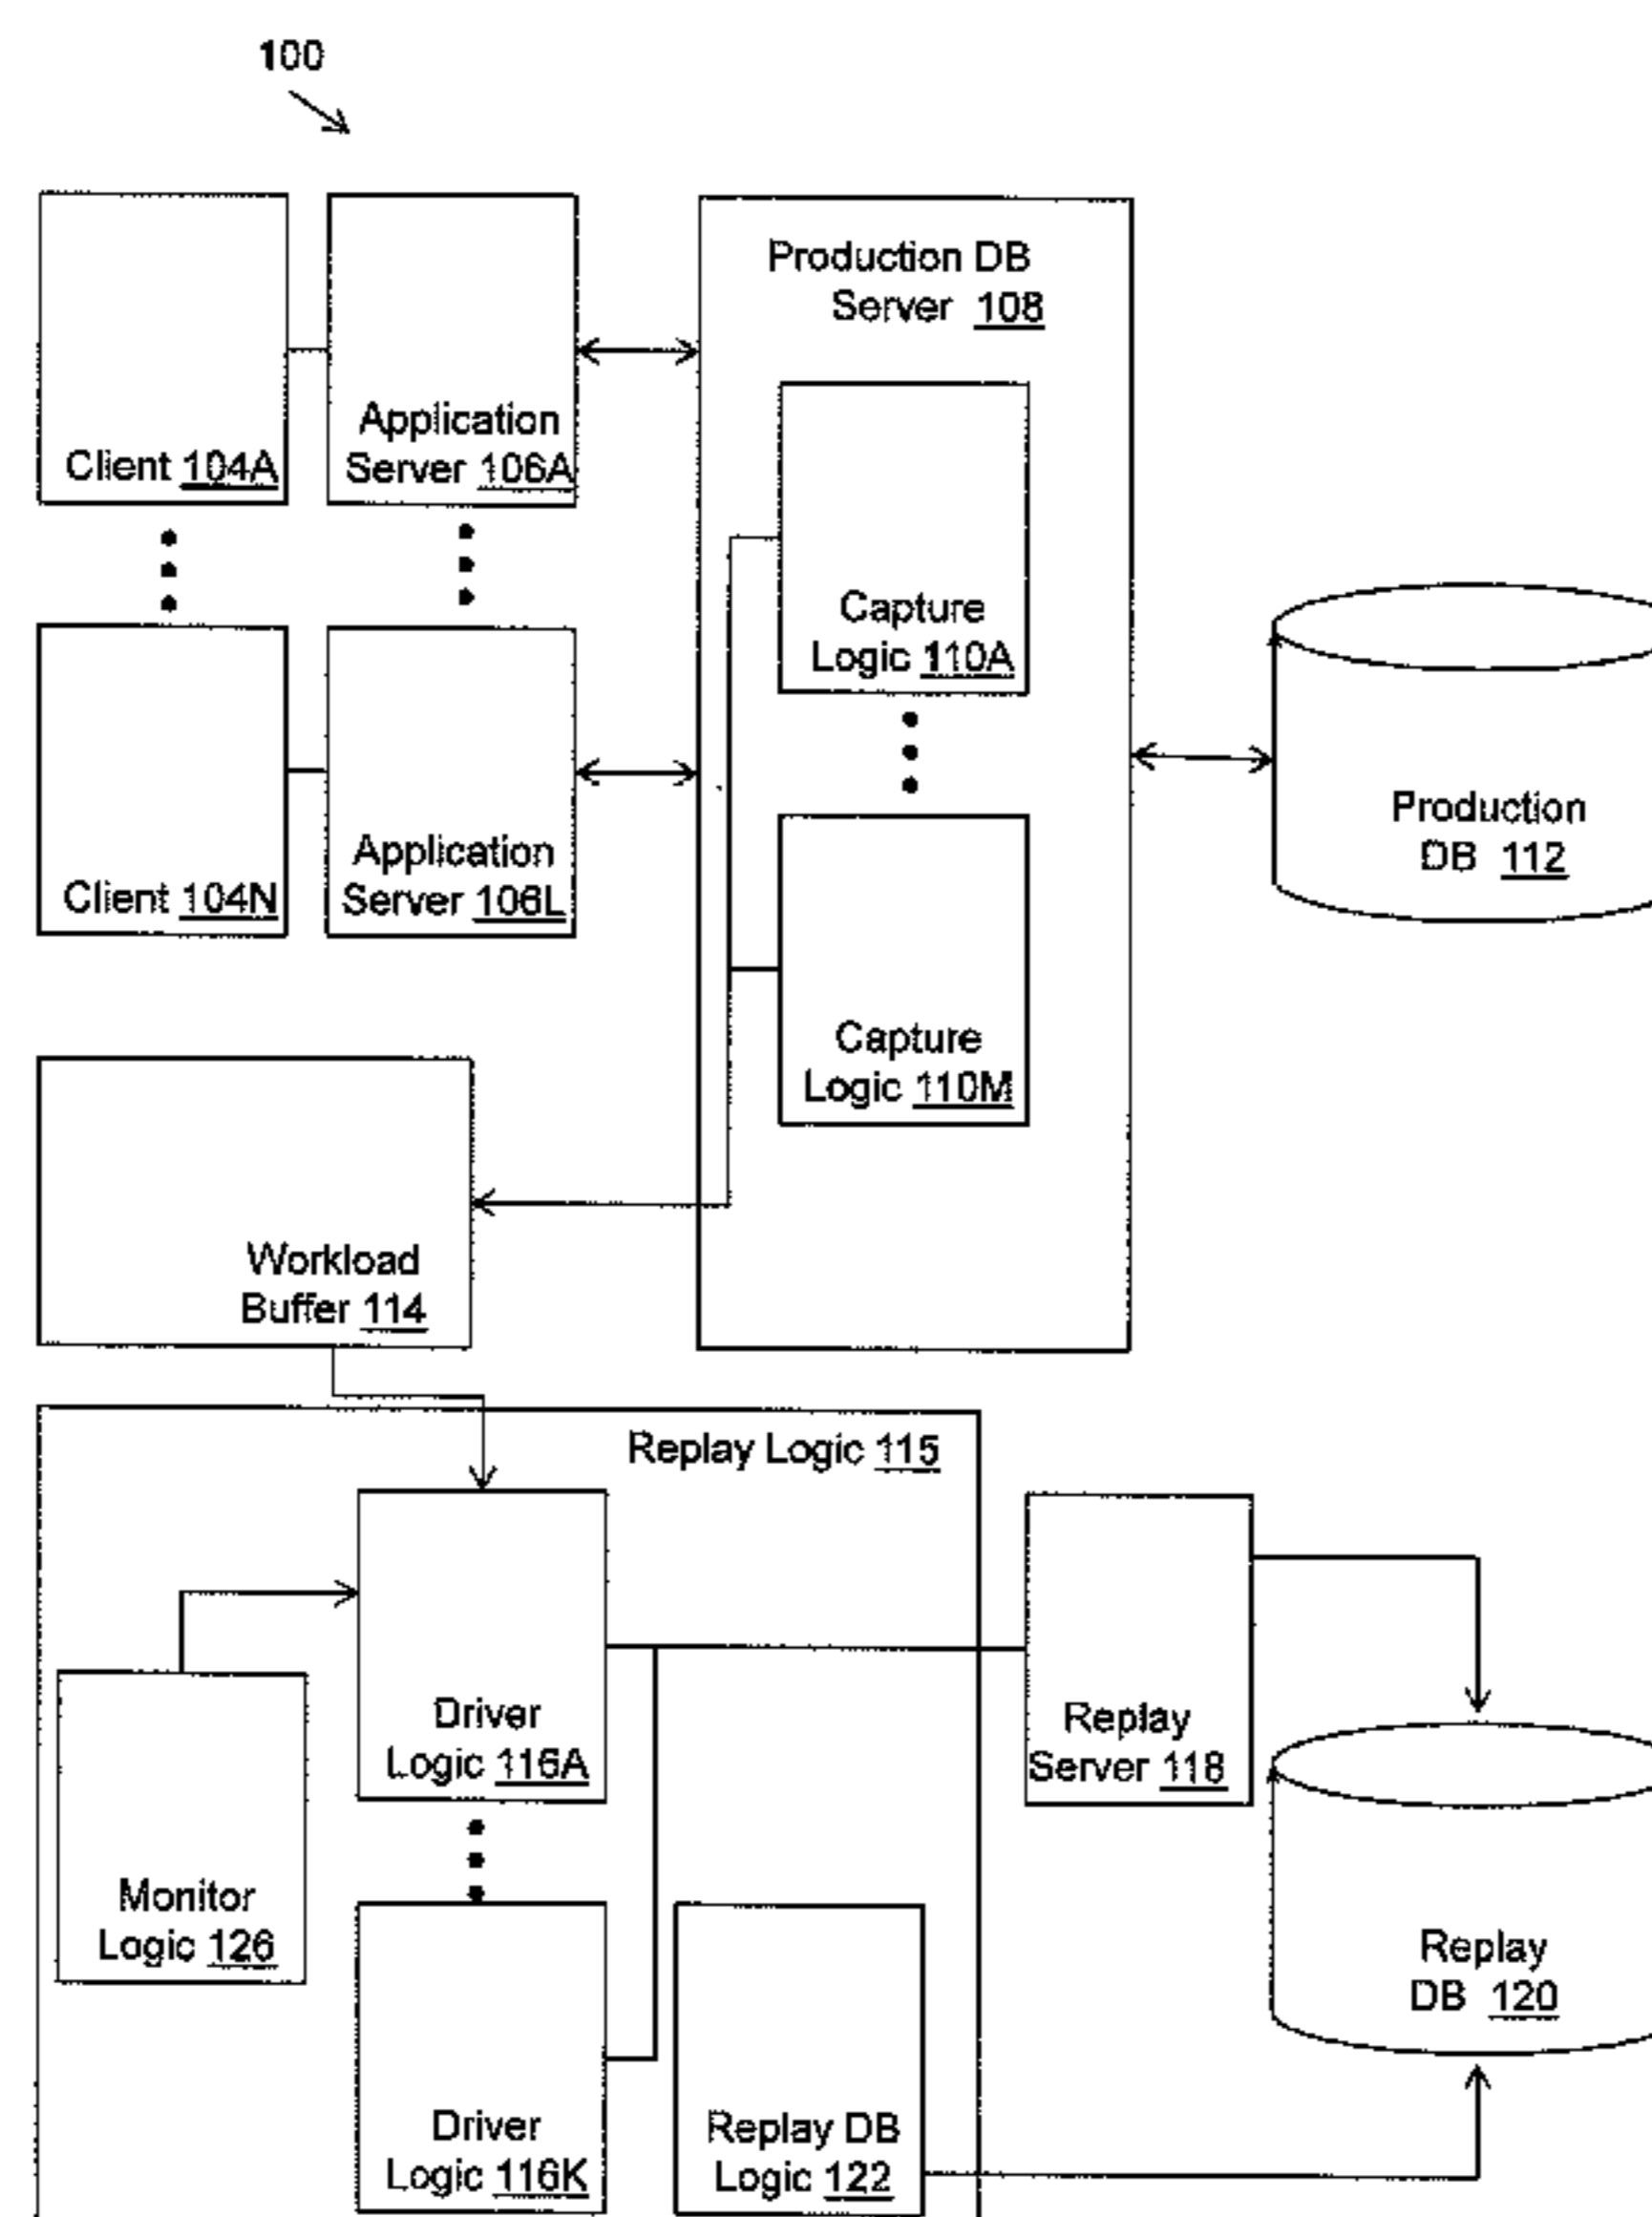 100
Production DB
Server 108
Application
Client 104A
Server 106A
Capture
Logic 110A
Production
DB 112
Application
Client 104N
Server 106L
Capture
Logic 110M
Workload
Buffer 114
Replay Logic 115
Driver
Logic 116A
Replay
Server 118
Monitor
Logic 126
Replay
DB 120
Driver
Logic 116K
Replay DB
Logic 122